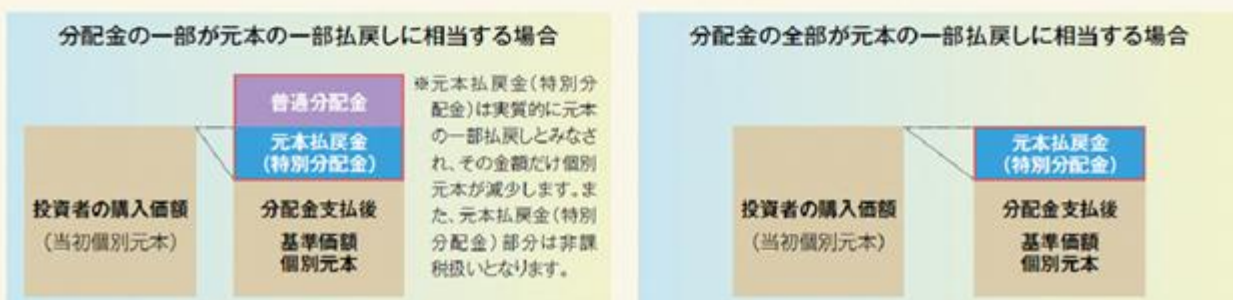 分配金の一部が元本の一部払戻しに相当する場合
普通分配金
元本払戻金
(特別分配金)
投資者の購入価額
(当初個別元本)
分配金支払後
基準価額
個別元本
※元本払戻金(特別分
配金)は実質的に元本
の一部払戻しとみなさ
れ、その金額だけ個別
元本が減少します。ま
た、元本払戻金(特別
分配金)部分は非課
税扱いとなります。
分配金の全部が元本の一部払戻しに相当する場合
元本払戻金
(特別分配金)
投資者の購入価額
(当初個別元本)
分配金支払後
基準価額
個別元本